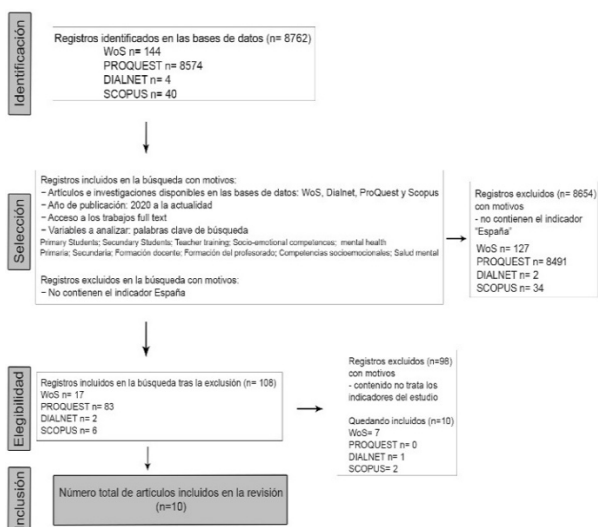 Identificación
Registros identificados en las bases de datos (n= 8762)
WoS n= 144
PROQUEST n= 8574
DIALNET n= 4
SCOPUS n= 40
Selección
Registros incluidos en la búsqueda con motivos:
− Artículos e investigaciones disponibles en las bases de datos: WoS, Dialnet, ProQuest y Scopus
− Año de publicación: 2020 a la actualidad
− Acceso a los trabajos full text
− Variables a analizar: palabras clave de búsqueda
Primary Students; Secundary Students; Teacher training; Socio-emotional competences; mental health
Primaria; Secundaria; Formación docente; Formación del profesorado; Competencias socioemocionales; Salud mental
Registros excluidos en la búsqueda con motivos:
− No contienen el indicador España
Registros excluidos (n= 8654)
con motivos
- no contienen el indicador
"España"
WoS n= 127
PROQUEST n= 8491
DIALNET n= 2
SCOPUS n= 34
Elegibilidad
Registros incluidos en la búsqueda tras la exclusión (n= 108)
WoS n= 17
PROQUEST n= 83
DIALNET n= 2
SCOPUS n= 6
Registros excluidos (n=98)
con motivos
- contenido no trata los
indicadores del estudio
Quedando incluidos (n=10)
WoS= 7
PROQUEST n= 0
DIALNET n= 1
SCOPUS= 2
nclusión
Número total de artículos incluidos en la revisión
(n=10)